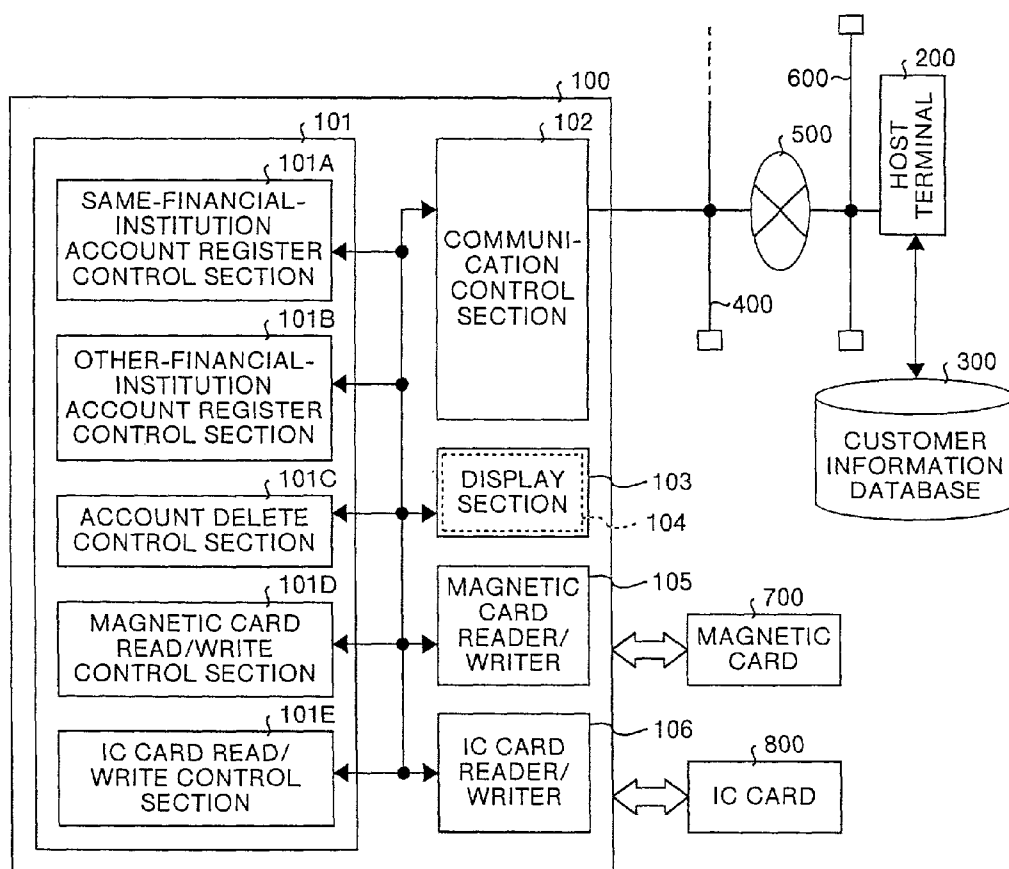 100
101
101A
SAME-FINANCIAL-
INSTITUTION
ACCOUNT REGISTER
CONTROL SECTION
101B
OTHER-FINANCIAL-
INSTITUTION
ACCOUNT REGISTER
CONTROL SECTION
101C
ACCOUNT DELETE
CONTROL SECTION
101D
MAGNETIC CARD
READ/WRITE
CONTROL SECTION
101E
IC CARD READ/
WRITE CONTROL
SECTION
102
COMMUNI-
CATION
CONTROL
SECTION
DISPLAY
SECTION
103
104
105
MAGNETIC
CARD
READER/
WRITER
106
IC CARD
READER/
WRITER
400
500
600
200
HOST
TERMINAL
300
CUSTOMER
INFORMATION
DATABASE
700
MAGNETIC
CARD
800
IC CARD